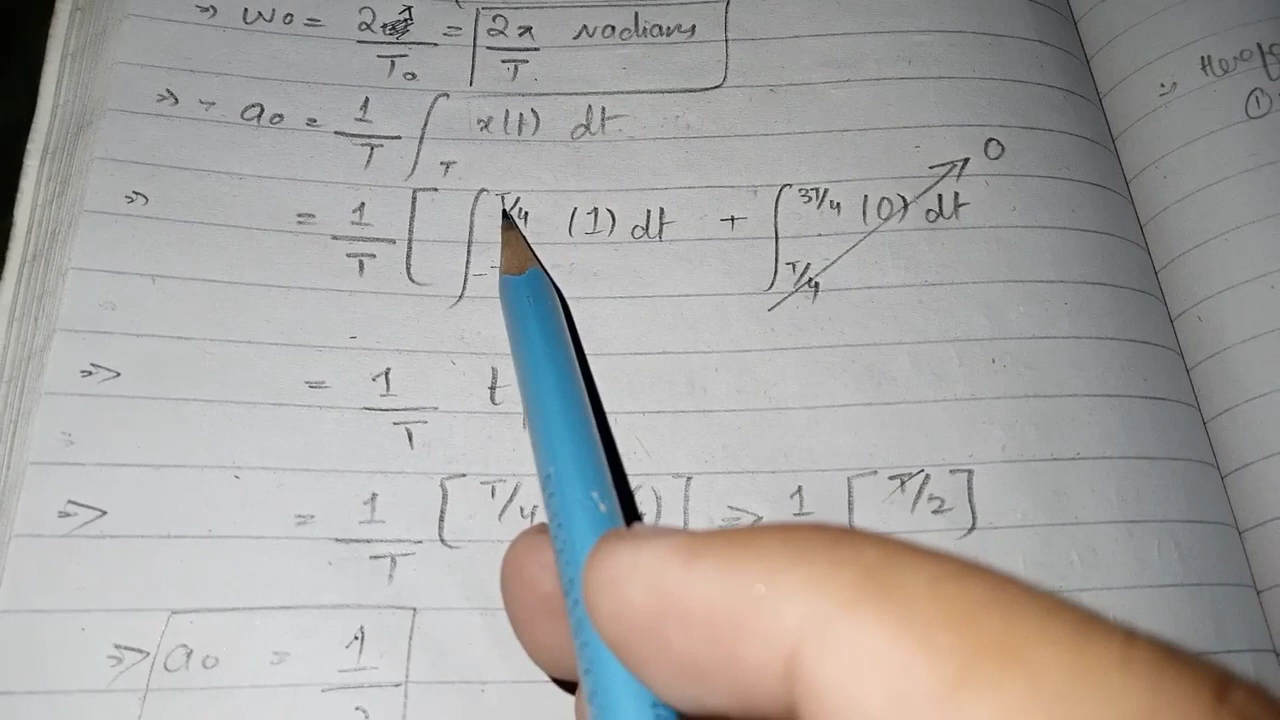 ⇒ ω0 = 2π/T0 = 2π/T radians
⇒ ∵ a0 = 1/T ∫T x(t) dt
⇒ = 1/T [ ∫ T/4 (1) dt + ∫T/4 3T/4 (0) dt → 0
⇒ = 1/T t
⇒ = 1/T [ T/4 ] ⇒ 1 [ T/2 ]
⇒ a0 = 1
①